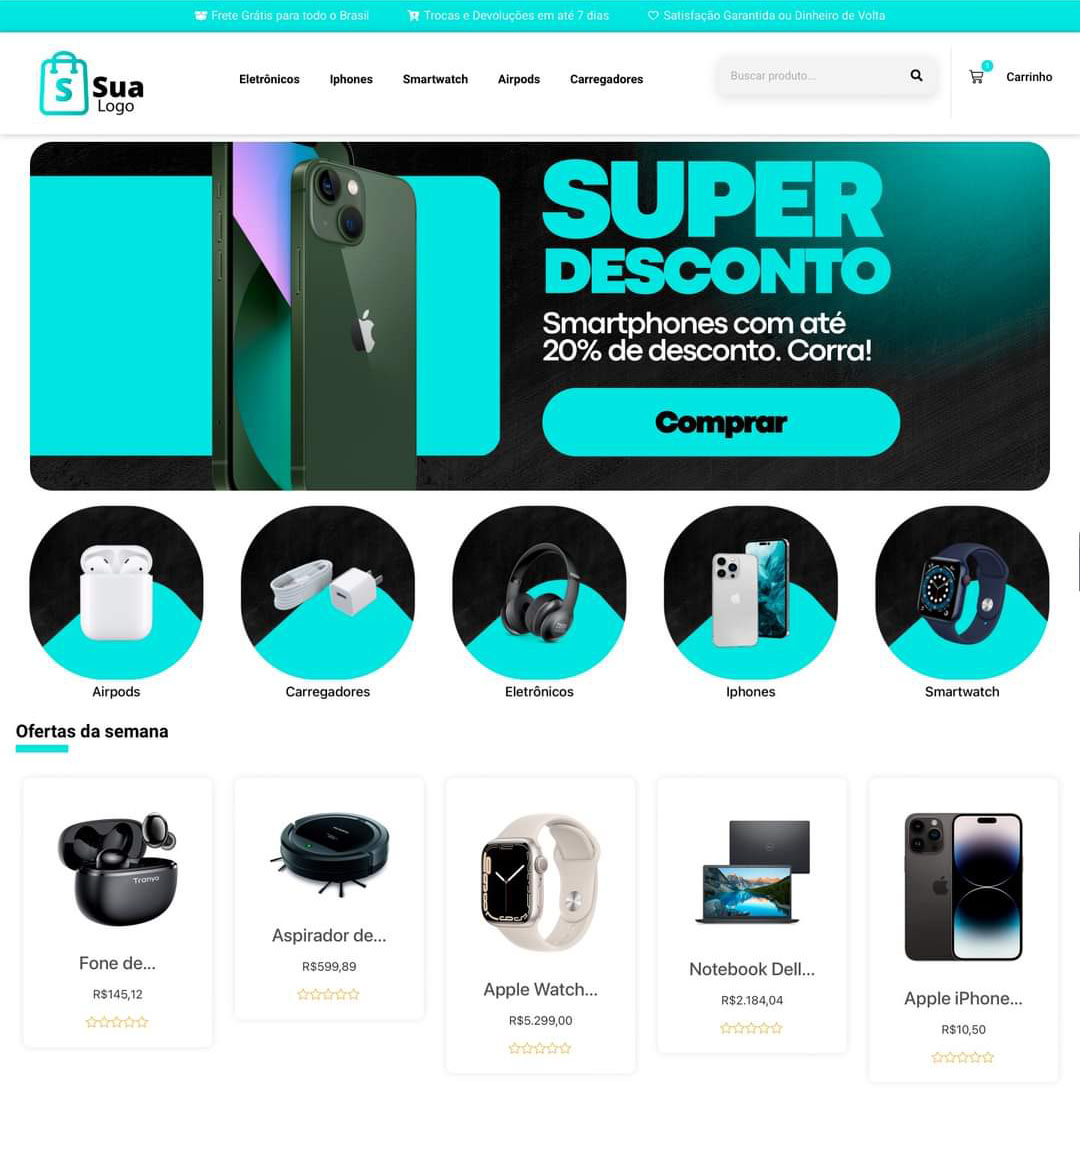 Frete Grátis para todo o Brasil
Trocas e Devoluções em até 7 dias
Satisfação Garantida ou Dinheiro de Volta
S
Sua
Logo
Eletrônicos
Iphones
Smartwatch
Airpods
Carregadores
Buscar produto...
Carrinho
SUPER
DESCONTO
Smartphones com até
20% de desconto. Corra!
Comprar
Airpods
Carregadores
Eletrônicos
Iphones
Smartwatch
Ofertas da semana
Tranya
Fone de...
R$145,12
Aspirador de...
R$599,89
Apple Watch...
R$5.299,00
Notebook Dell...
R$2.184,04
Apple iPhone...
R$10,50